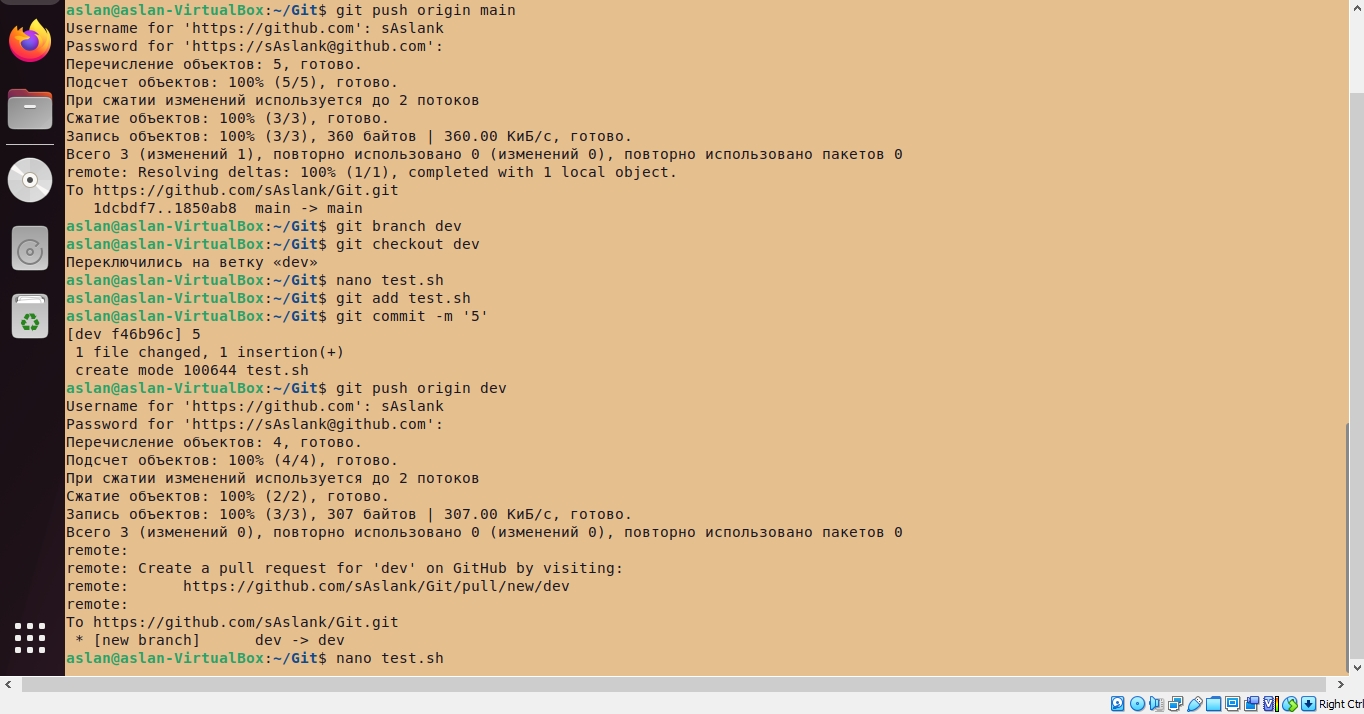 aslan@aslan-VirtualBox:~/Git$ git push origin main
Username for 'https://github.com': sAslank
Password for 'https://sAslank@github.com':
Перечисление объектов: 5, готово.
Подсчет объектов: 100% (5/5), готово.
При сжатии изменений используется до 2 потоков
Сжатие объектов: 100% (3/3), готово.
Запись объектов: 100% (3/3), 360 байтов | 360.00 КиБ/с, готово.
Всего 3 (изменений 1), повторно использовано 0 (изменений 0), повторно использовано пакетов 0
remote: Resolving deltas: 100% (1/1), completed with 1 local object.
To https://github.com/sAslank/Git.git
   1dcbdf7..1850ab8  main -> main
aslan@aslan-VirtualBox:~/Git$ git branch dev
aslan@aslan-VirtualBox:~/Git$ git checkout dev
Переключились на ветку «dev»
aslan@aslan-VirtualBox:~/Git$ nano test.sh
aslan@aslan-VirtualBox:~/Git$ git add test.sh
aslan@aslan-VirtualBox:~/Git$ git commit -m '5'
[dev f46b96c] 5
 1 file changed, 1 insertion(+)
 create mode 100644 test.sh
aslan@aslan-VirtualBox:~/Git$ git push origin dev
Username for 'https://github.com': sAslank
Password for 'https://sAslank@github.com':
Перечисление объектов: 4, готово.
Подсчет объектов: 100% (4/4), готово.
При сжатии изменений используется до 2 потоков
Сжатие объектов: 100% (2/2), готово.
Запись объектов: 100% (3/3), 307 байтов | 307.00 КиБ/с, готово.
Всего 3 (изменений 0), повторно использовано 0 (изменений 0), повторно использовано пакетов 0
remote:
remote: Create a pull request for 'dev' on GitHub by visiting:
remote:      https://github.com/sAslank/Git/pull/new/dev
remote:
To https://github.com/sAslank/Git.git
 * [new branch]      dev -> dev
aslan@aslan-VirtualBox:~/Git$ nano test.sh
Right Ctrl